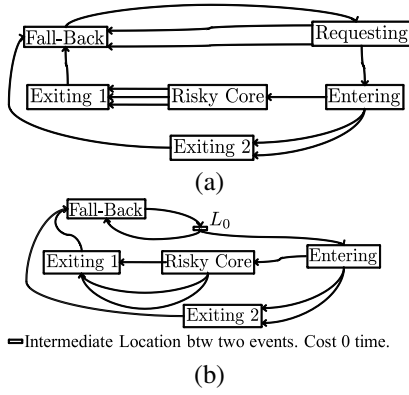 Fall-Back Requesting
Exiting 1 Risky Core Entering
Exiting 2
(a)
Fall-Back
L₀
Exiting 1 Risky Core Entering
Exiting 2
Intermediate Location btw two events. Cost 0 time.
(b)